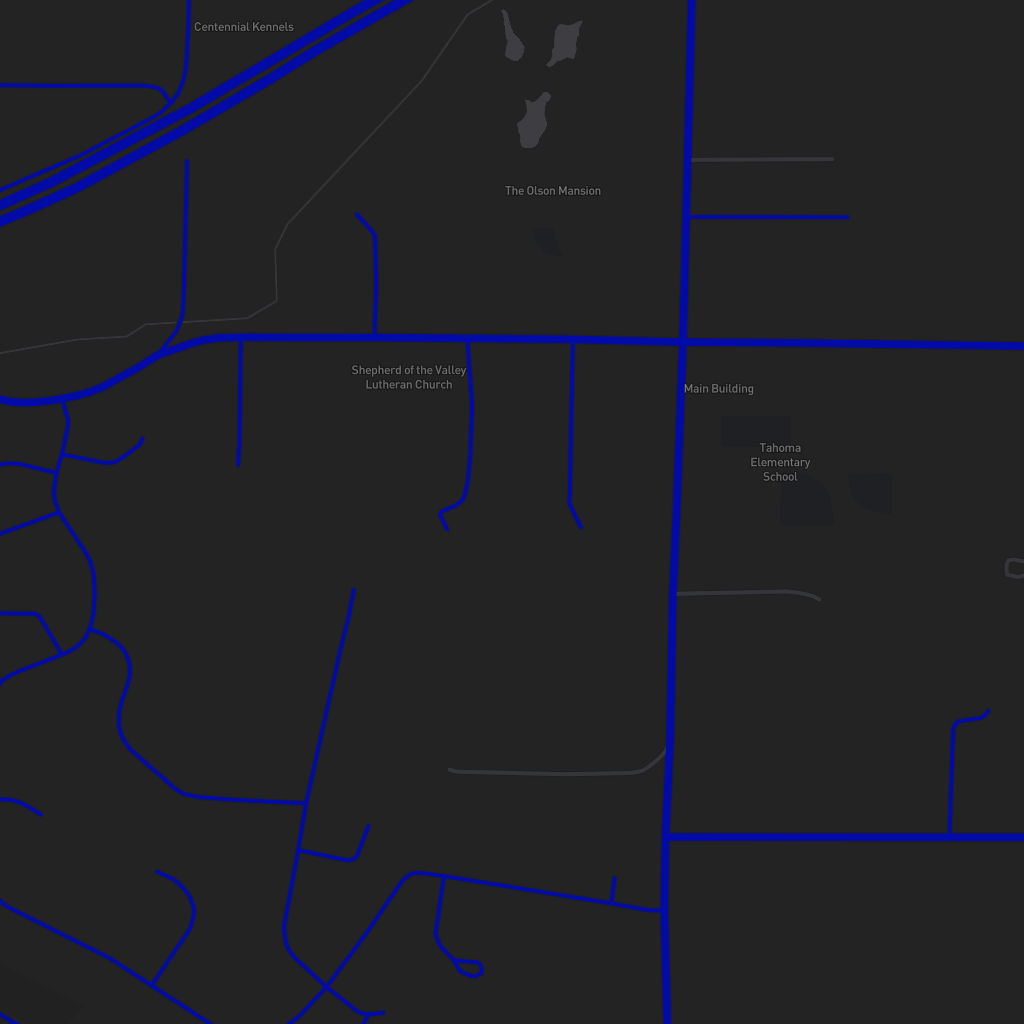 Centennial Kennels
The Olson Mansion
Shepherd of the Valley
Lutheran Church
Main Building
Tahoma
Elementary
School